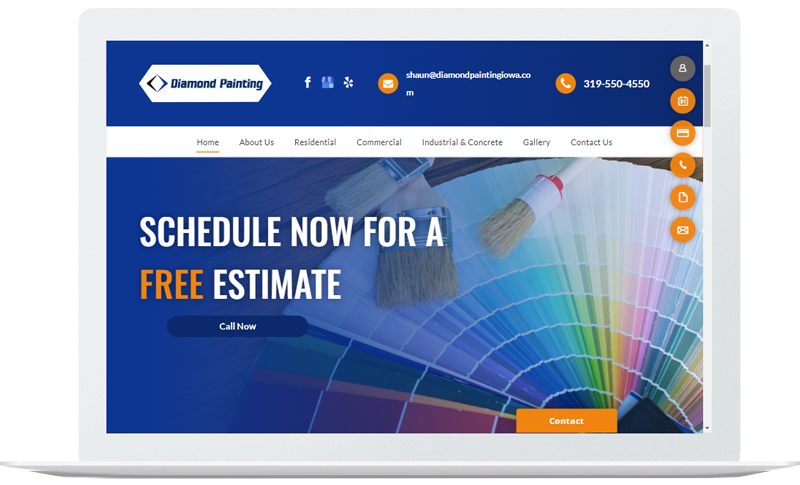 Diamond Painting
shaun@diamondpaintingiowa.co
m
319-550-4550
Home About Us Residential Commercial Industrial & Concrete Gallery Contact Us
SCHEDULE NOW FOR A
FREE ESTIMATE
Call Now
Contact